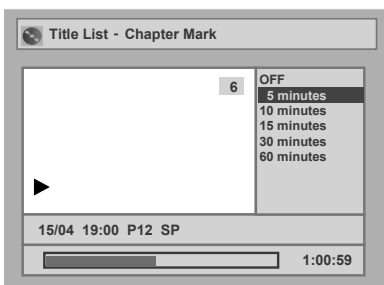 Title List - Chapter Mark
6
OFF
5 minutes
10 minutes
15 minutes
30 minutes
60 minutes
15/04 19:00 P12 SP
1:00:59